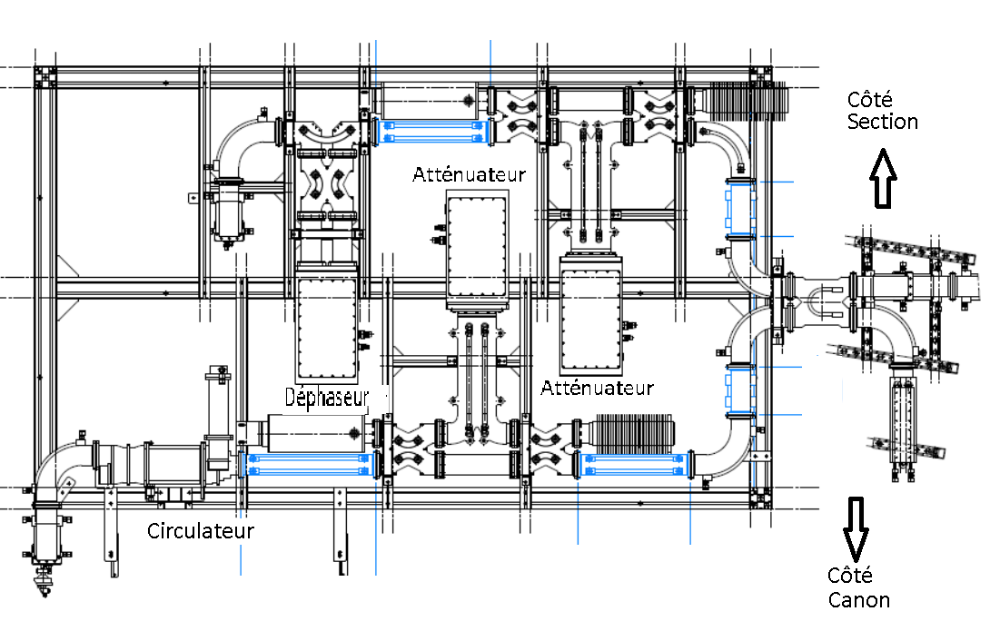 Côté
Section
Atténuateur
Atténuateur
Déphaseur
Circulateur
Côté
Canon